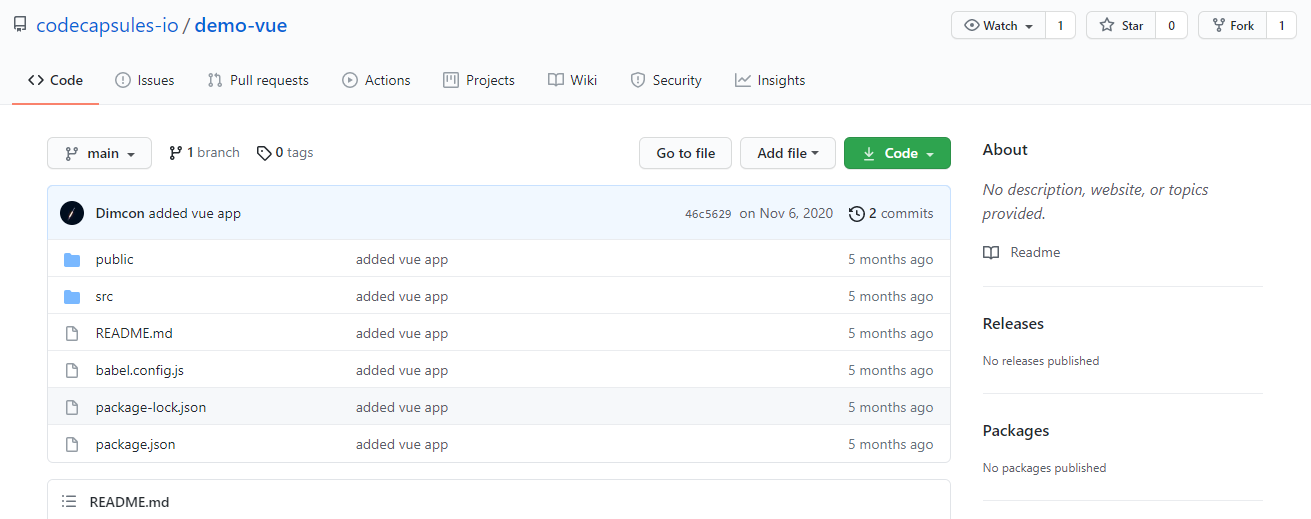 codecapsules-io / demo-vue
Watch 1 Star 0 Fork 1
Code Issues Pull requests Actions Projects Wiki Security Insights
main 1 branch 0 tags Go to file Add file Code
Dimcon added vue app 46c5629 on Nov 6, 2020 2 commits
public added vue app 5 months ago
src added vue app 5 months ago
README.md added vue app 5 months ago
babel.config.js added vue app 5 months ago
package-lock.json added vue app 5 months ago
package.json added vue app 5 months ago
README.md
About
No description, website, or topics
provided.
Readme
Releases
No releases published
Packages
No packages published